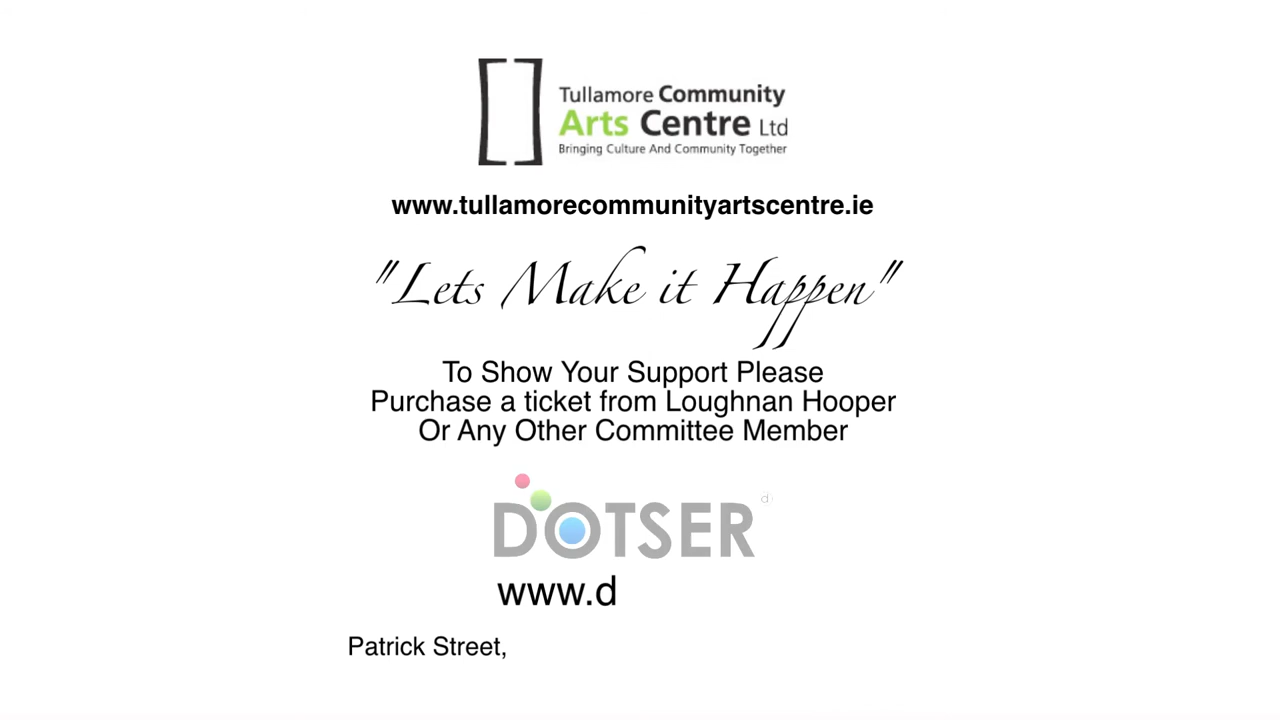 Tullamore Community
Arts Centre Ltd
Bringing Culture And Community Together
www.tullamorecommunityartscentre.ie
"Lets Make it Happen"
To Show Your Support Please
Purchase a ticket from Loughnan Hooper
Or Any Other Committee Member
DOTSER
d
www.d
Patrick Street,